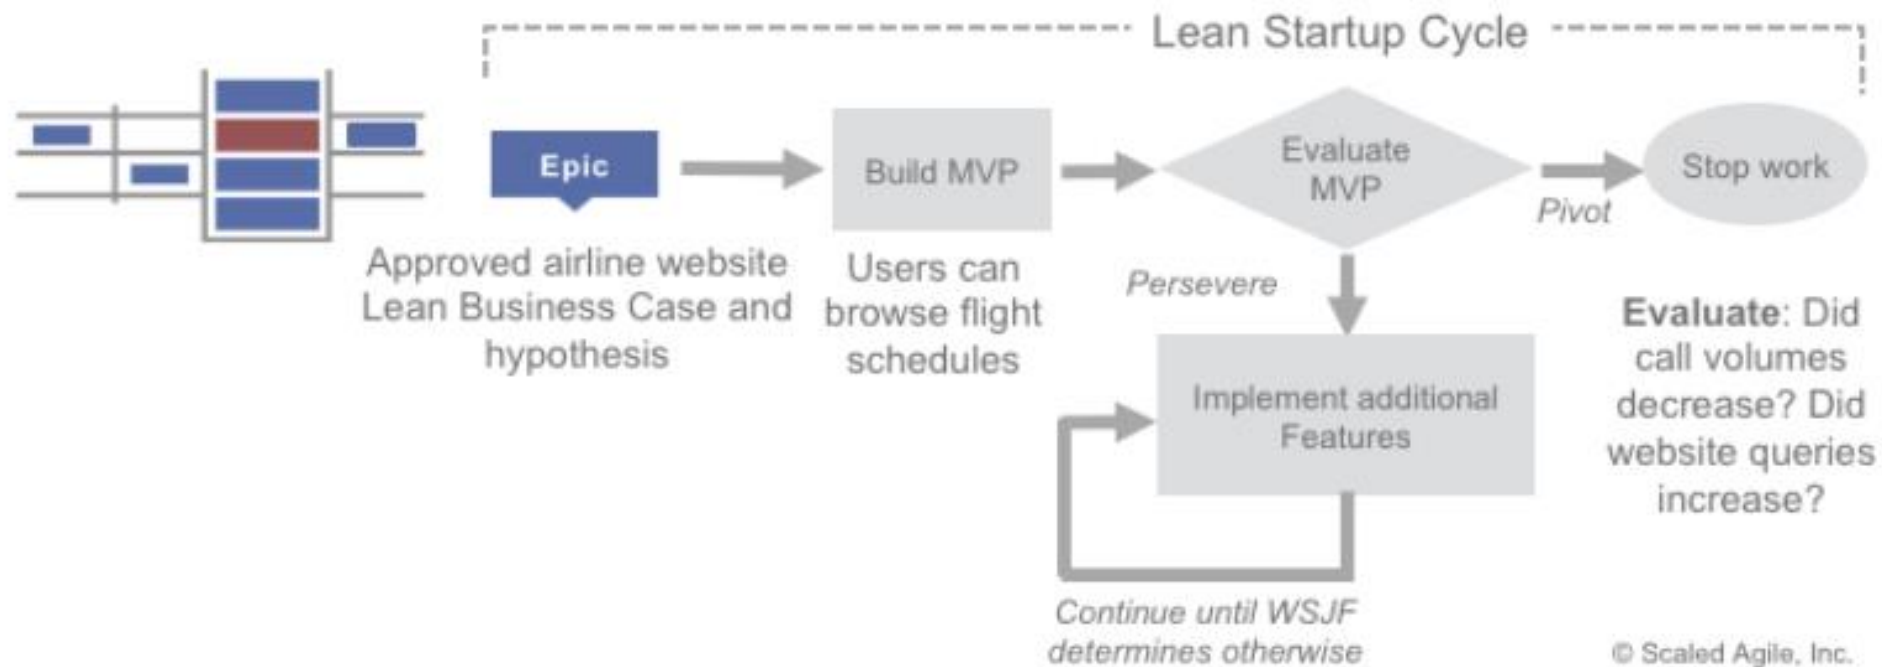 Lean Startup Cycle
Epic
Approved airline website
Lean Business Case and
hypothesis
Build MVP
Users can
browse flight
schedules
Evaluate
MVP
Pivot
Stop work
Persevere
Implement additional
Features
Continue until WSJF
determines otherwise
Evaluate: Did
call volumes
decrease? Did
website queries
increase?
© Scaled Agile, Inc.